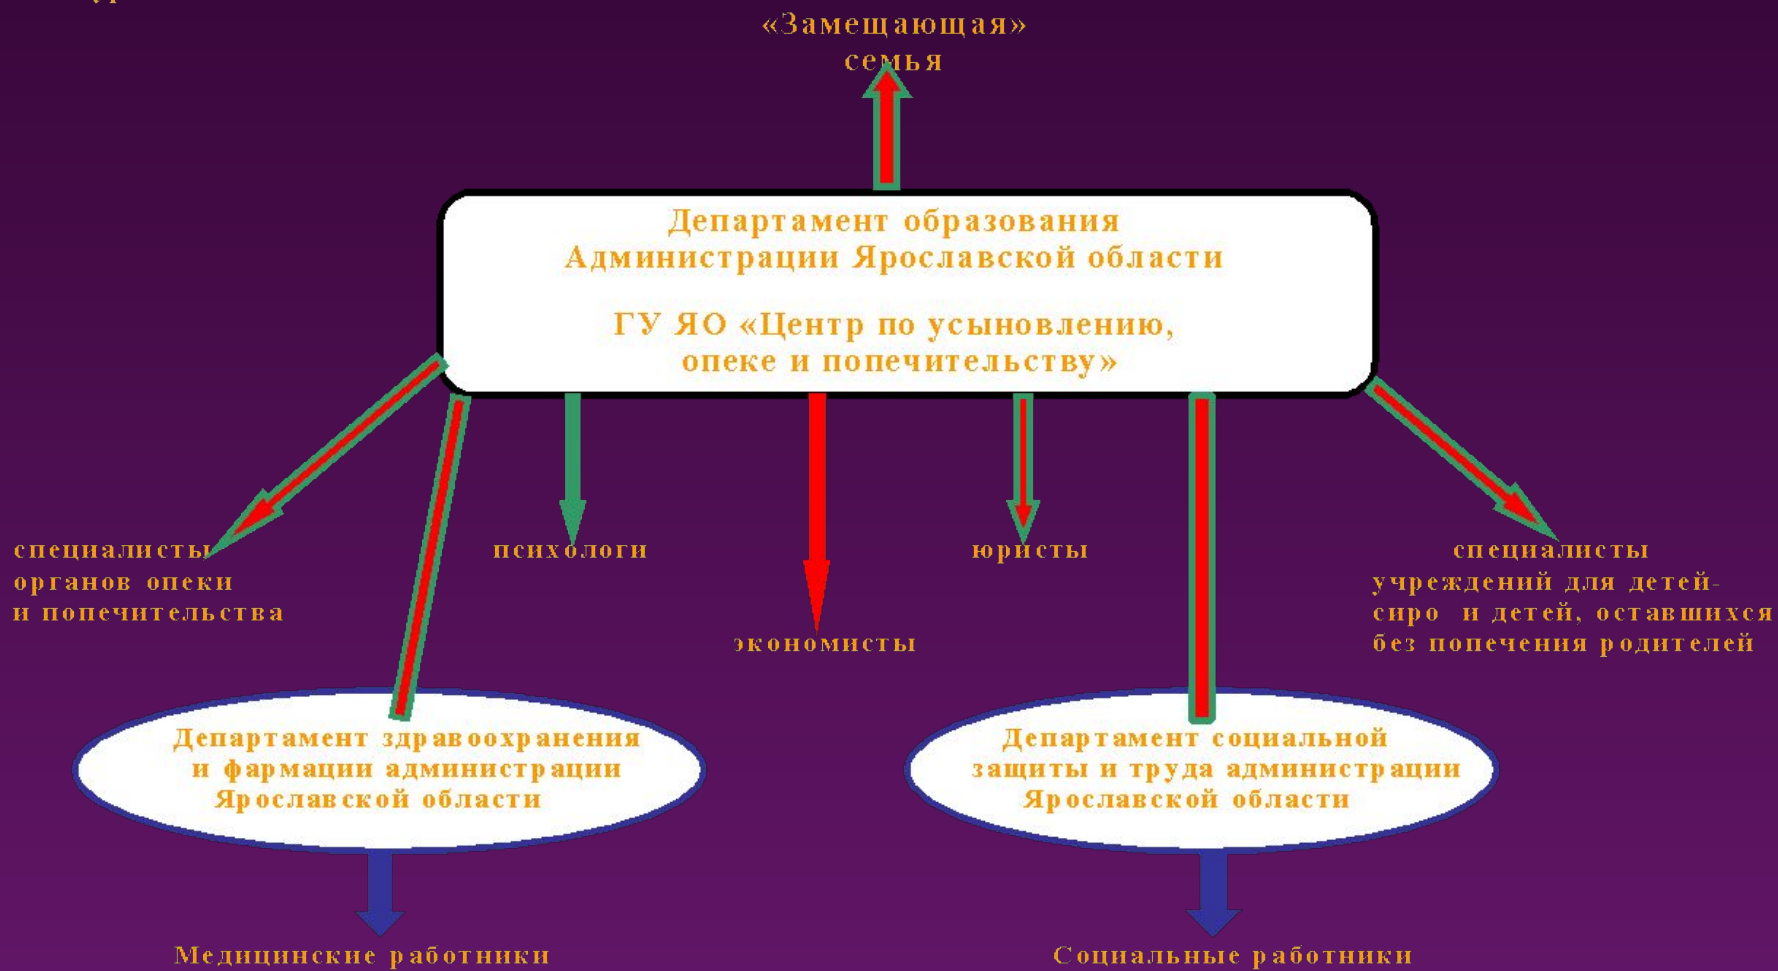 «Замещающая»
семья
Департамент образования
Администрации Ярославской области
ГУ ЯО «Центр по усыновлению,
опеке и попечительству»
специалисты
органов опеки
и попечительства
психологи
экономисты
юристы
специалисты
учреждений для детей-
сиро и детей, оставшихся
без попечения родителей
Департамент здравоохранения
и фармации администрации
Ярославской области
Департамент социальной
защиты и труда администрации
Ярославской области
Медицинские работники
Социальные работники